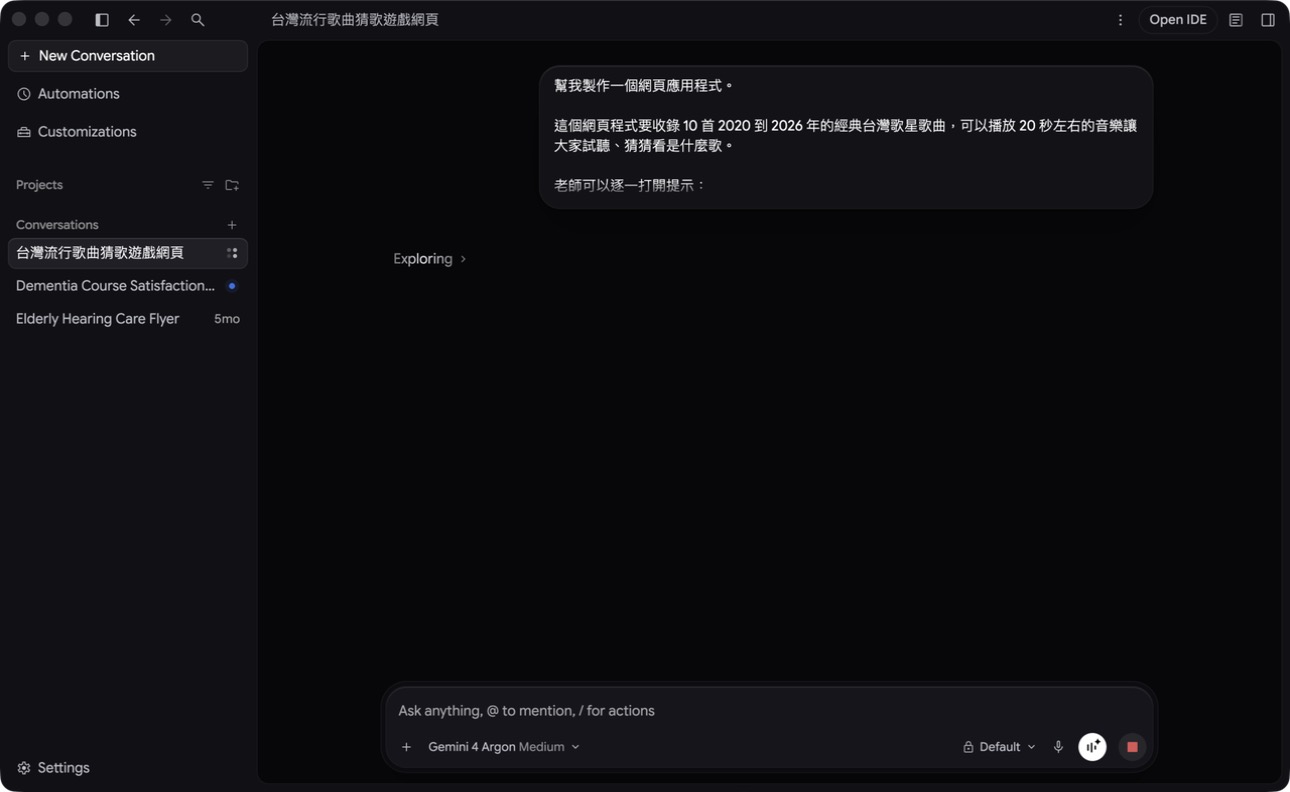 台灣流行歌曲猜歌遊戲網頁
Open IDE
New Conversation
Automations
Customizations
Projects
Conversations
台灣流行歌曲猜歌遊戲網頁
Dementia Course Satisfaction...
Elderly Hearing Care Flyer 5mo
Settings
幫我製作一個網頁應用程式。
這個網頁程式要收錄 10 首 2020 到 2026 年的經典台灣歌星歌曲，可以播放 20 秒左右的音樂讓
大家試聽、猜猜看是什麼歌。
老師可以逐一打開提示：
Exploring
Ask anything, @ to mention, / for actions
Gemini 4 Argon Medium
Default